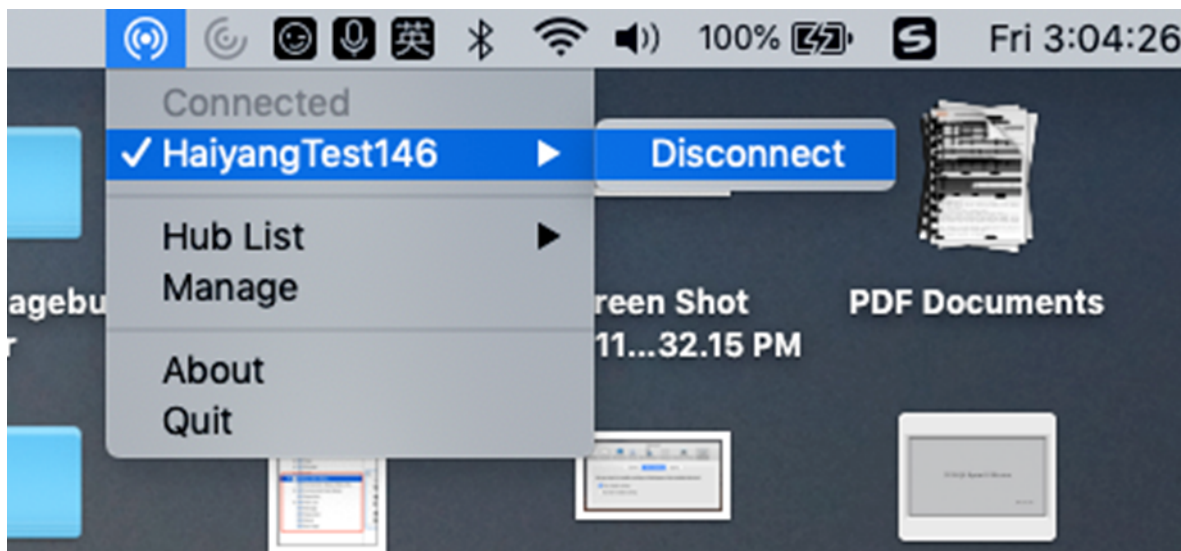 英 100% S Fri 3:04:26
Connected
✓ HaiyangTest146 ▶ Disconnect
Hub List ▶
Manage
About
Quit
agebu
r
reen Shot
11...32.15 PM
PDF Documents